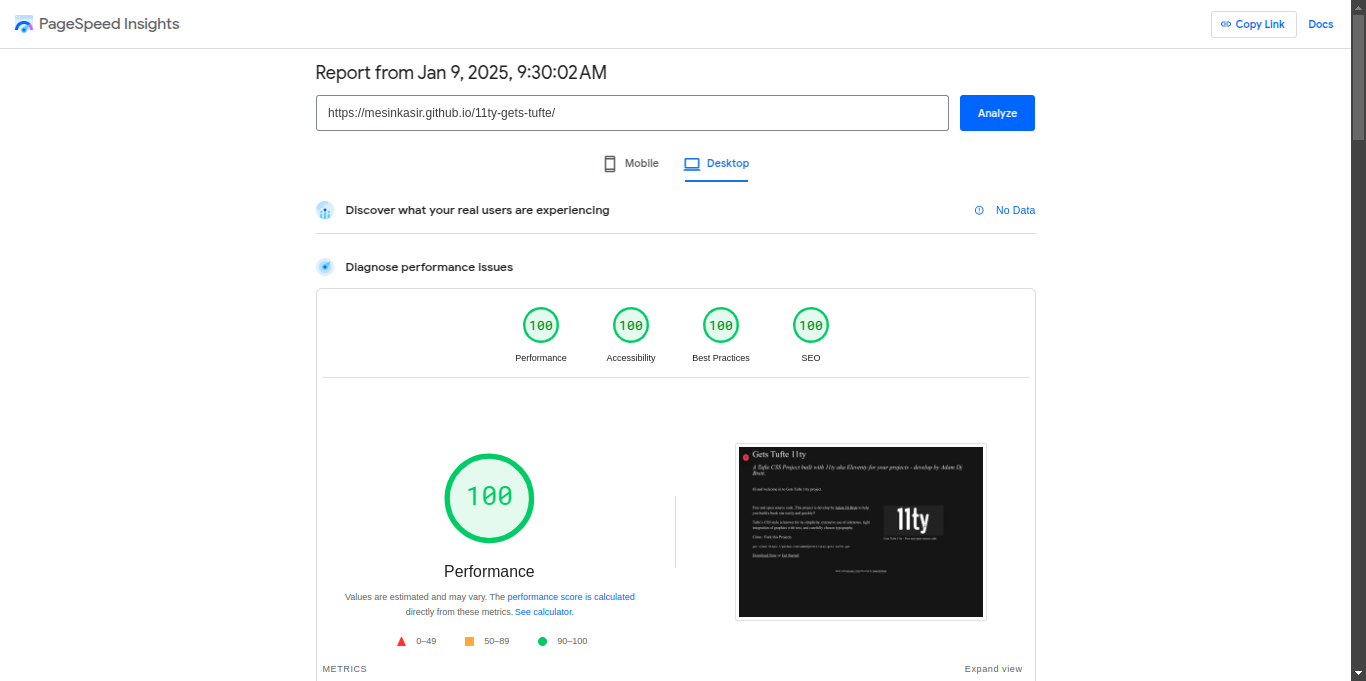 PageSpeed Insights
Copy Link
Docs
Report from Jan 9, 2025, 9:30:02 AM
https://mesinkasir.github.io/11ty-gets-tufte/
Analyze
Mobile
Desktop
Discover what your real users are experiencing
No Data
Diagnose performance issues
100
100
100
100
Performance
Accessibility
Best Practices
SEO
100
Performance
Values are estimated and may vary. The performance score is calculated
directly from these metrics. See calculator.
0–49
50–89
90–100
Gets Tufte 11ty
A Tufte CSS Project built with 11ty aka Eleventy for your projects - develop by Adam Dj
Brett
11ty
METRICS
Expand view